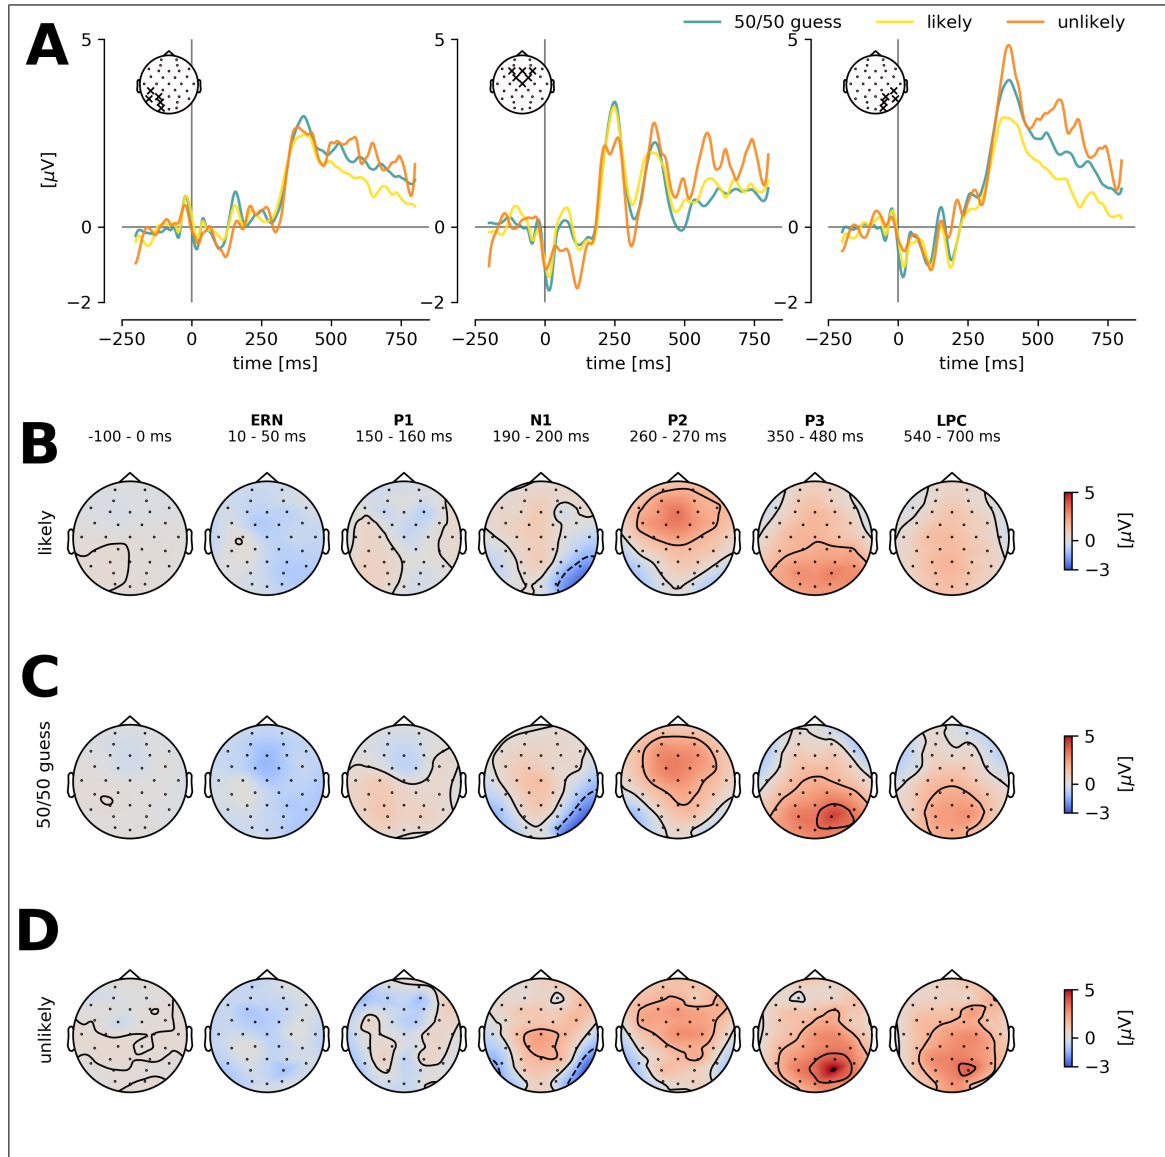 A
50/50 guess likely unlikely
5 5 5
[μV]
0 0 0
−2 −2 −2
−250 0 250 500 750 −250 0 250 500 750 −250 0 250 500 750
time [ms] time [ms] time [ms]
B
ERN P1 N1 P2 P3 LPC
-100 - 0 ms 10 - 50 ms 150 - 160 ms 190 - 200 ms 260 - 270 ms 350 - 480 ms 540 - 700 ms
likely
5
0
−3
[μV]
C
50/50 guess
5
0
−3
[μV]
D
unlikely
5
0
−3
[μV]